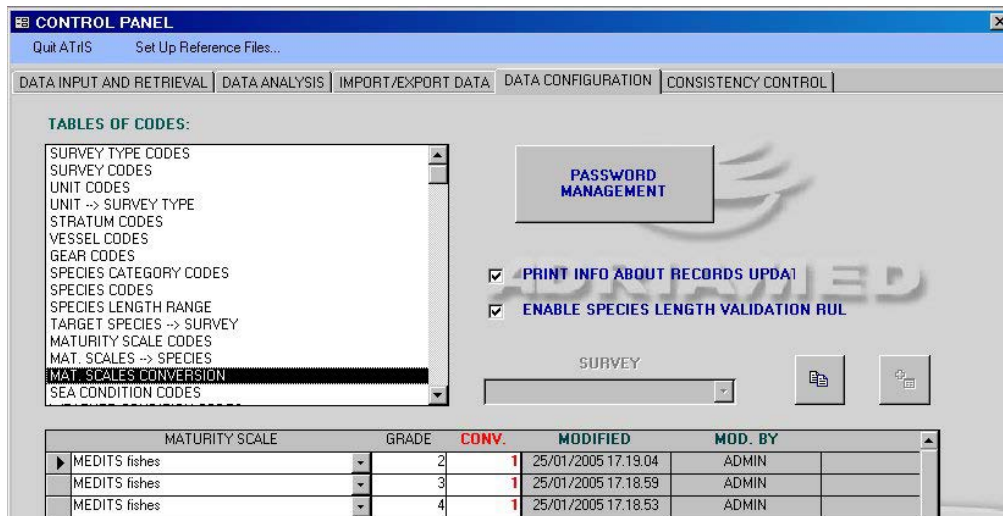 CONTROL PANEL
Quit ATrIS Set Up Reference Files...
DATA INPUT AND RETRIEVAL DATA ANALYSIS IMPORT/EXPORT DATA DATA CONFIGURATION CONSISTENCY CONTROL
TABLES OF CODES:
SURVEY TYPE CODES
SURVEY CODES
UNIT CODES
UNIT --> SURVEY TYPE
STRATUM CODES
VESSEL CODES
GEAR CODES
SPECIES CATEGORY CODES
SPECIES CODES
SPECIES LENGTH RANGE
TARGET SPECIES --> SURVEY
MATURITY SCALE CODES
MAT. SCALES --> SPECIES
MAT. SCALES CONVERSION
SEA CONDITION CODES
PASSWORD
MANAGEMENT
ADRIAMED
PRINT INFO ABOUT RECORDS UPDAT
ENABLE SPECIES LENGTH VALIDATION RUL
SURVEY
MATURITY SCALE GRADE CONV. MODIFIED MOD. BY
MEDITS fishes 2 1 25/01/2005 17.19.04 ADMIN
MEDITS fishes 3 1 25/01/2005 17.18.59 ADMIN
MEDITS fishes 4 1 25/01/2005 17.18.53 ADMIN